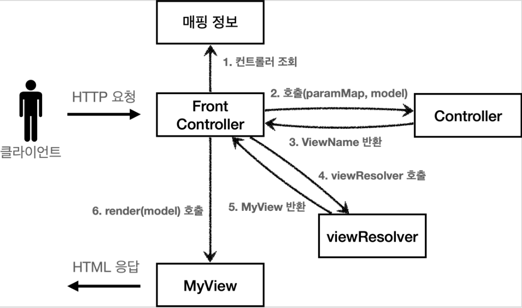 매핑 정보
1. 컨트롤러 조회
HTTP 요청
2. 호출(paramMap, model)
Front
Controller
Controller
클라이언트
3. ViewName 반환
4. viewResolver 호출
6. render(model) 호출
5. MyView 반환
viewResolver
HTML 응답
MyView